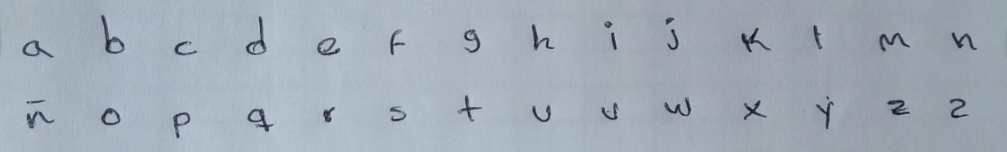 a b c d e f g h i j k l m n
ñ o p q r s t u v w x y z z